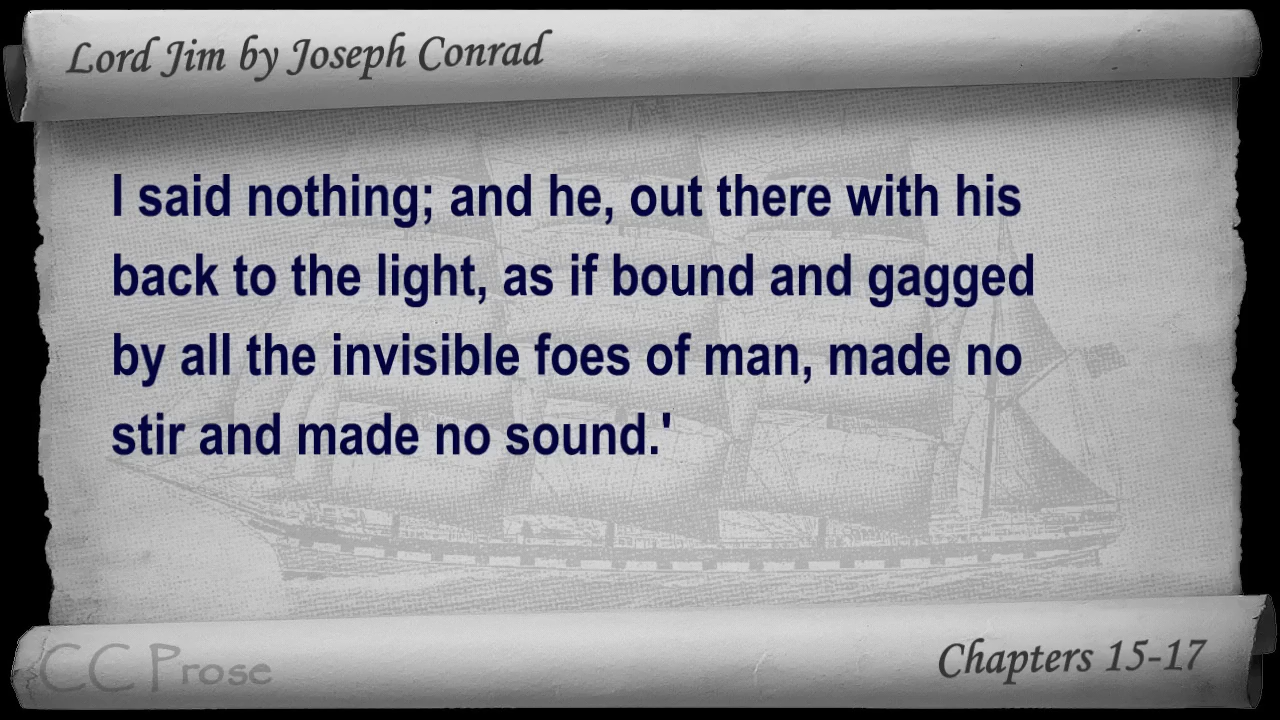 Lord Jim by Joseph Conrad
I said nothing; and he, out there with his
back to the light, as if bound and gagged
by all the invisible foes of man, made no
stir and made no sound.'
CC Prose
Chapters 15-17